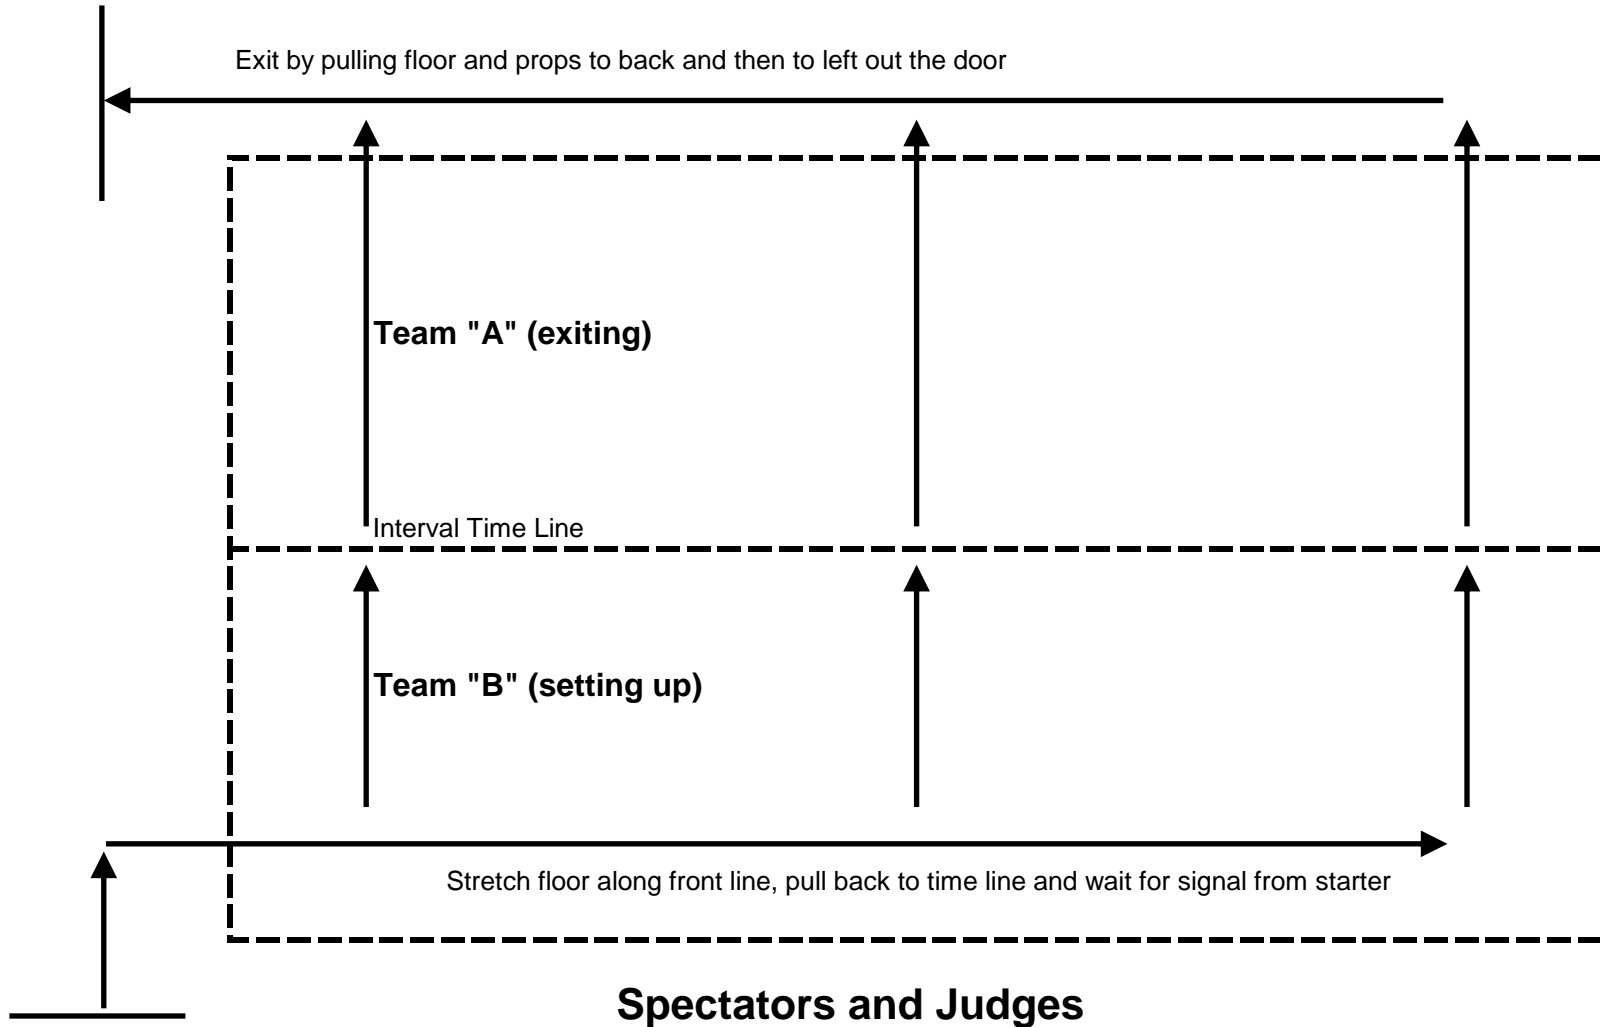 Exit by pulling floor and props to back and then to left out the door
Team "A" (exiting)
Interval Time Line
Team "B" (setting up)
Stretch floor along front line, pull back to time line and wait for signal from starter
Spectators and Judges